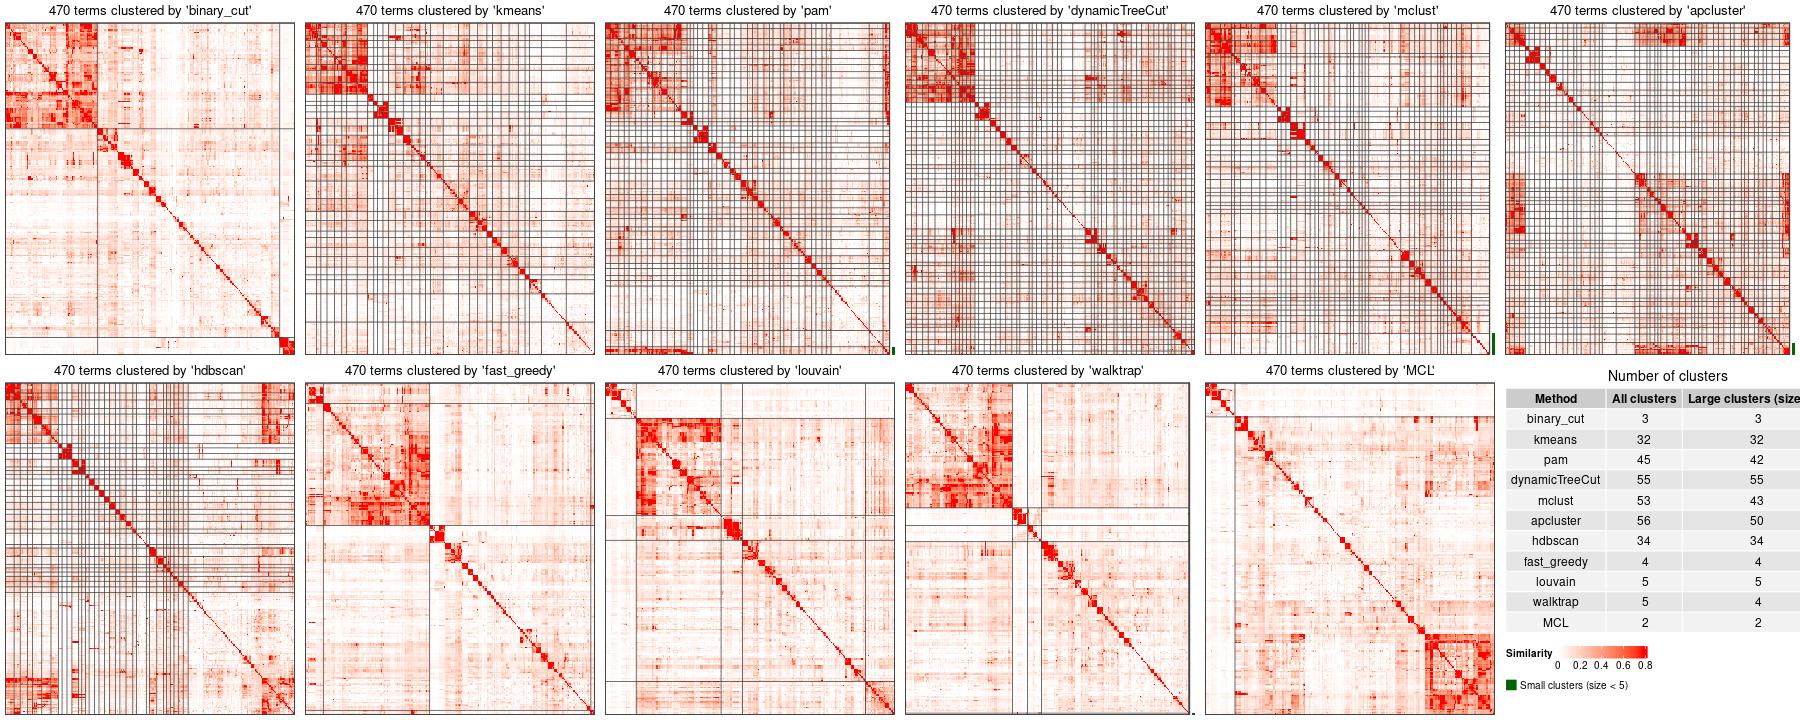 470 terms clustered by 'binary_cut'
470 terms clustered by 'kmeans'
470 terms clustered by 'pam'
470 terms clustered by 'dynamicTreeCut'
470 terms clustered by 'mclust'
470 terms clustered by 'apcluster'
470 terms clustered by 'hdbscan'
470 terms clustered by 'fast_greedy'
470 terms clustered by 'louvain'
470 terms clustered by 'walktrap'
470 terms clustered by 'MCL'
Number of clusters
Method All clusters Large clusters (size
binary_cut 3 3
kmeans 32 32
pam 45 42
dynamicTreeCut 55 55
mclust 53 43
apcluster 56 50
hdbscan 34 34
fast_greedy 4 4
louvain 5 5
walktrap 5 4
MCL 2 2
Similarity
0 0.2 0.4 0.6 0.8
Small clusters (size < 5)